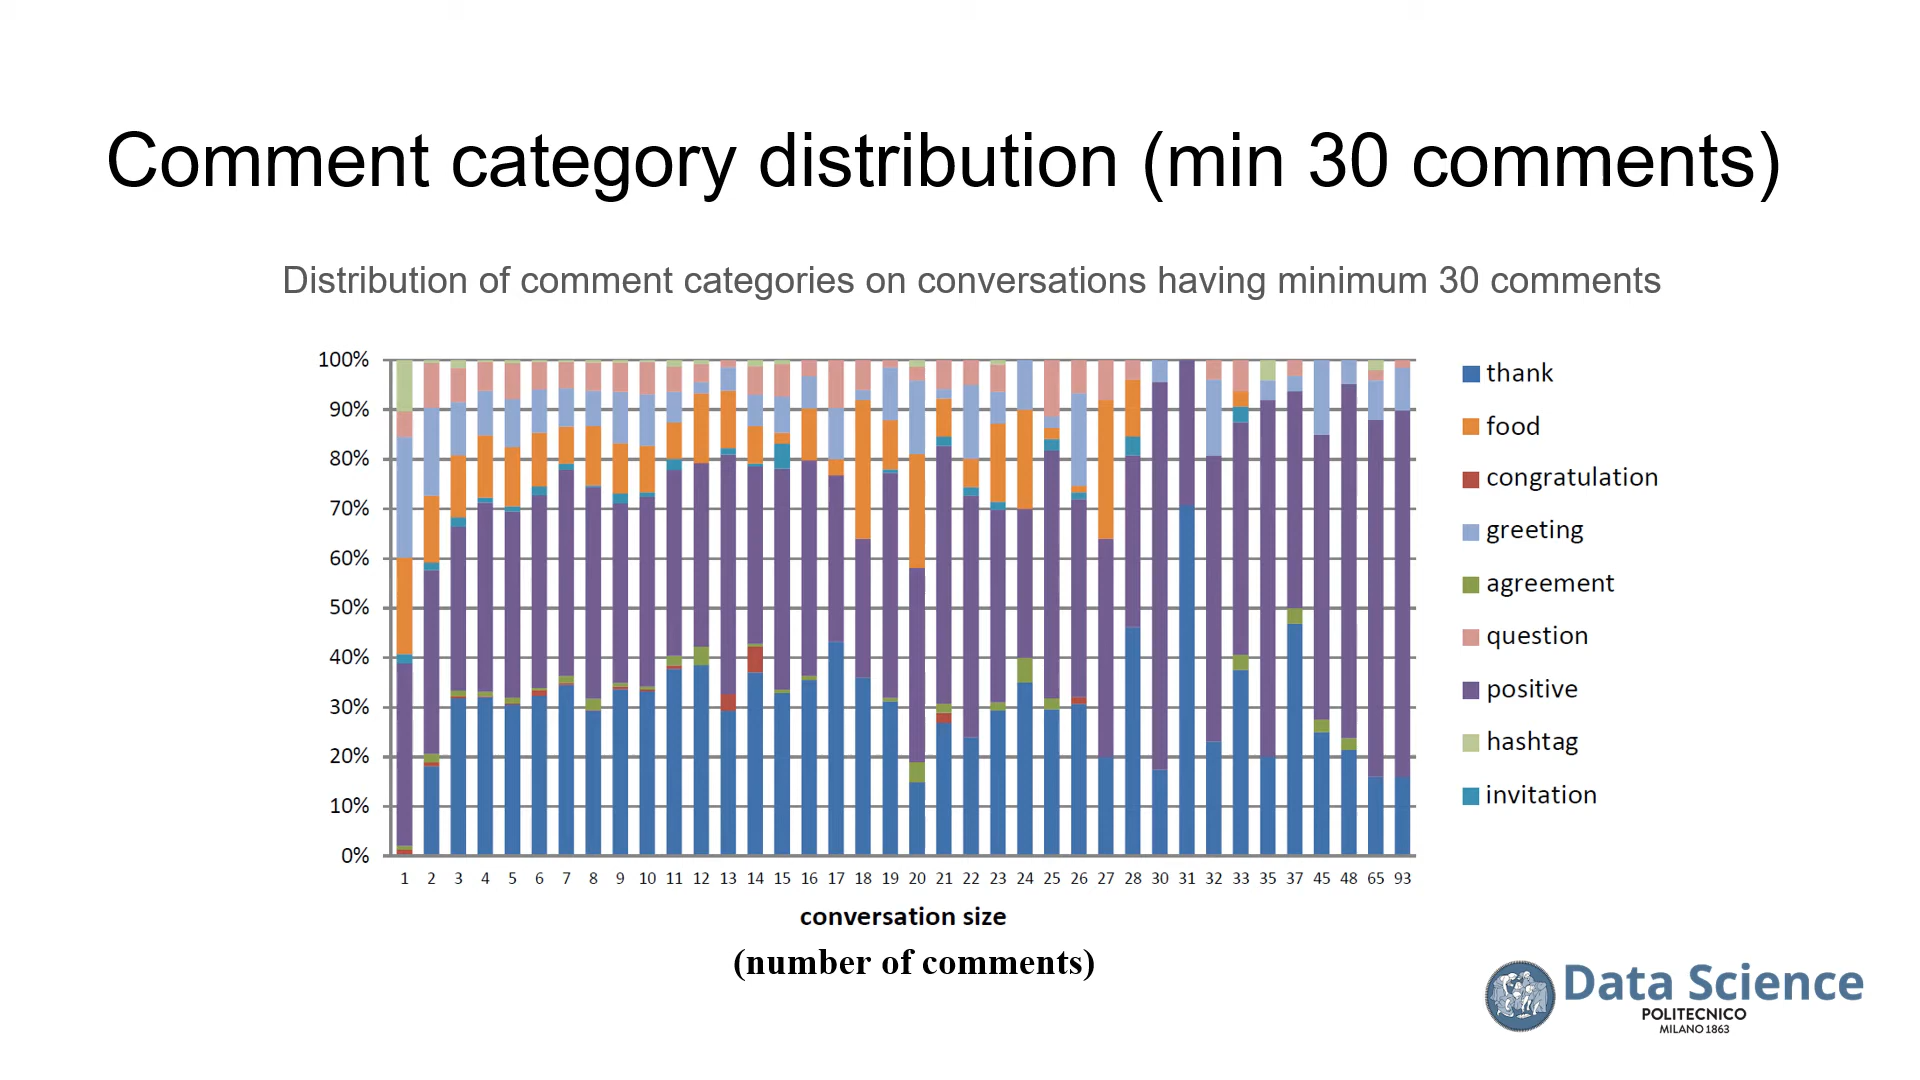 Comment category distribution (min 30 comments)
Distribution of comment categories on conversations having minimum 30 comments
100%
90%
80%
70%
60%
50%
40%
30%
20%
10%
0%
1 2 3 4 5 6 7 8 9 10 11 12 13 14 15 16 17 18 19 20 21 22 23 24 25 26 27 28 30 31 32 33 35 37 45 48 65 93
conversation size
(number of comments)
thank
food
congratulation
greeting
agreement
question
positive
hashtag
invitation
Data Science
POLITECNICO
MILANO 1863